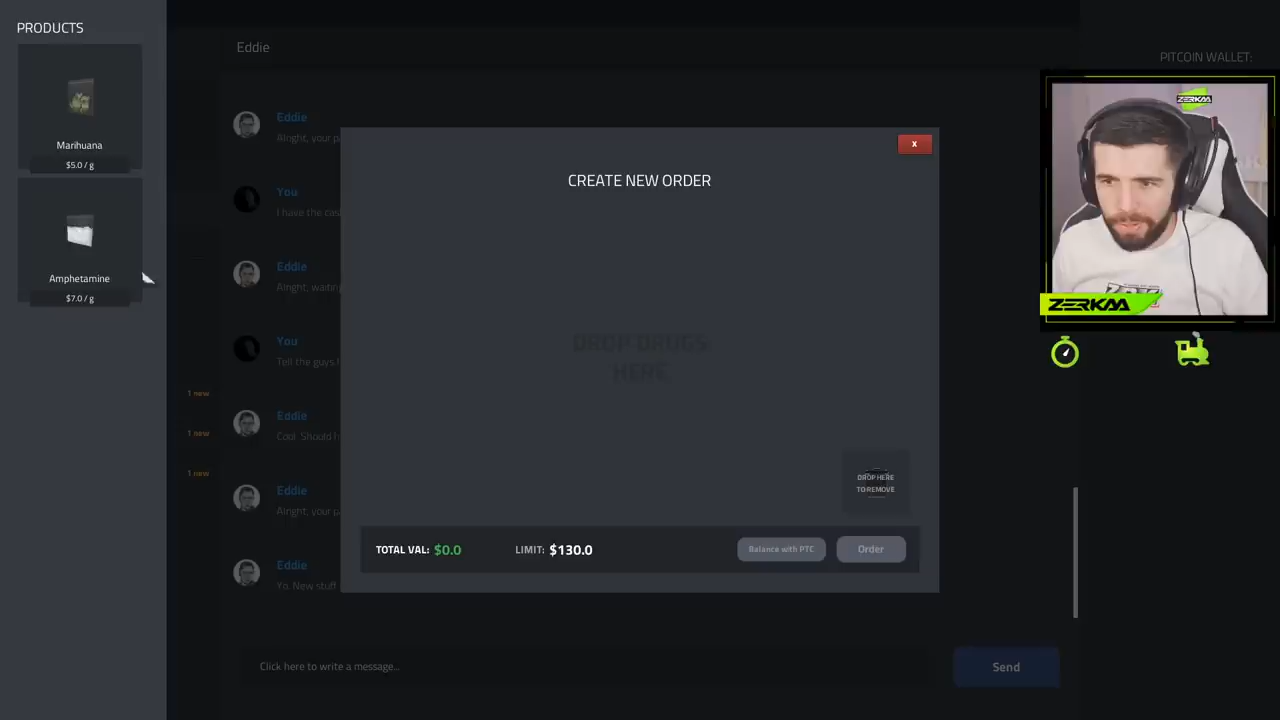 PRODUCTS
Marihuana
$5.0 / g
Amphetamine
$7.0 / g
Eddie
PITCOIN WALLET:
Eddie
Alright, your p
You
I have the cas
Eddie
Alright, waitin
You
Tell the guys I
1 new
Eddie
Cool. Should I
1 new
1 new
Eddie
Alright, your p
Eddie
Yo. New stuff
x
CREATE NEW ORDER
DROP DRUGS
HERE
DROP HERE
TO REMOVE
TOTAL VAL: $0.0
LIMIT: $130.0
Balance with PTC
Order
Click here to write a message...
Send
ZERKAA
ZERKAA